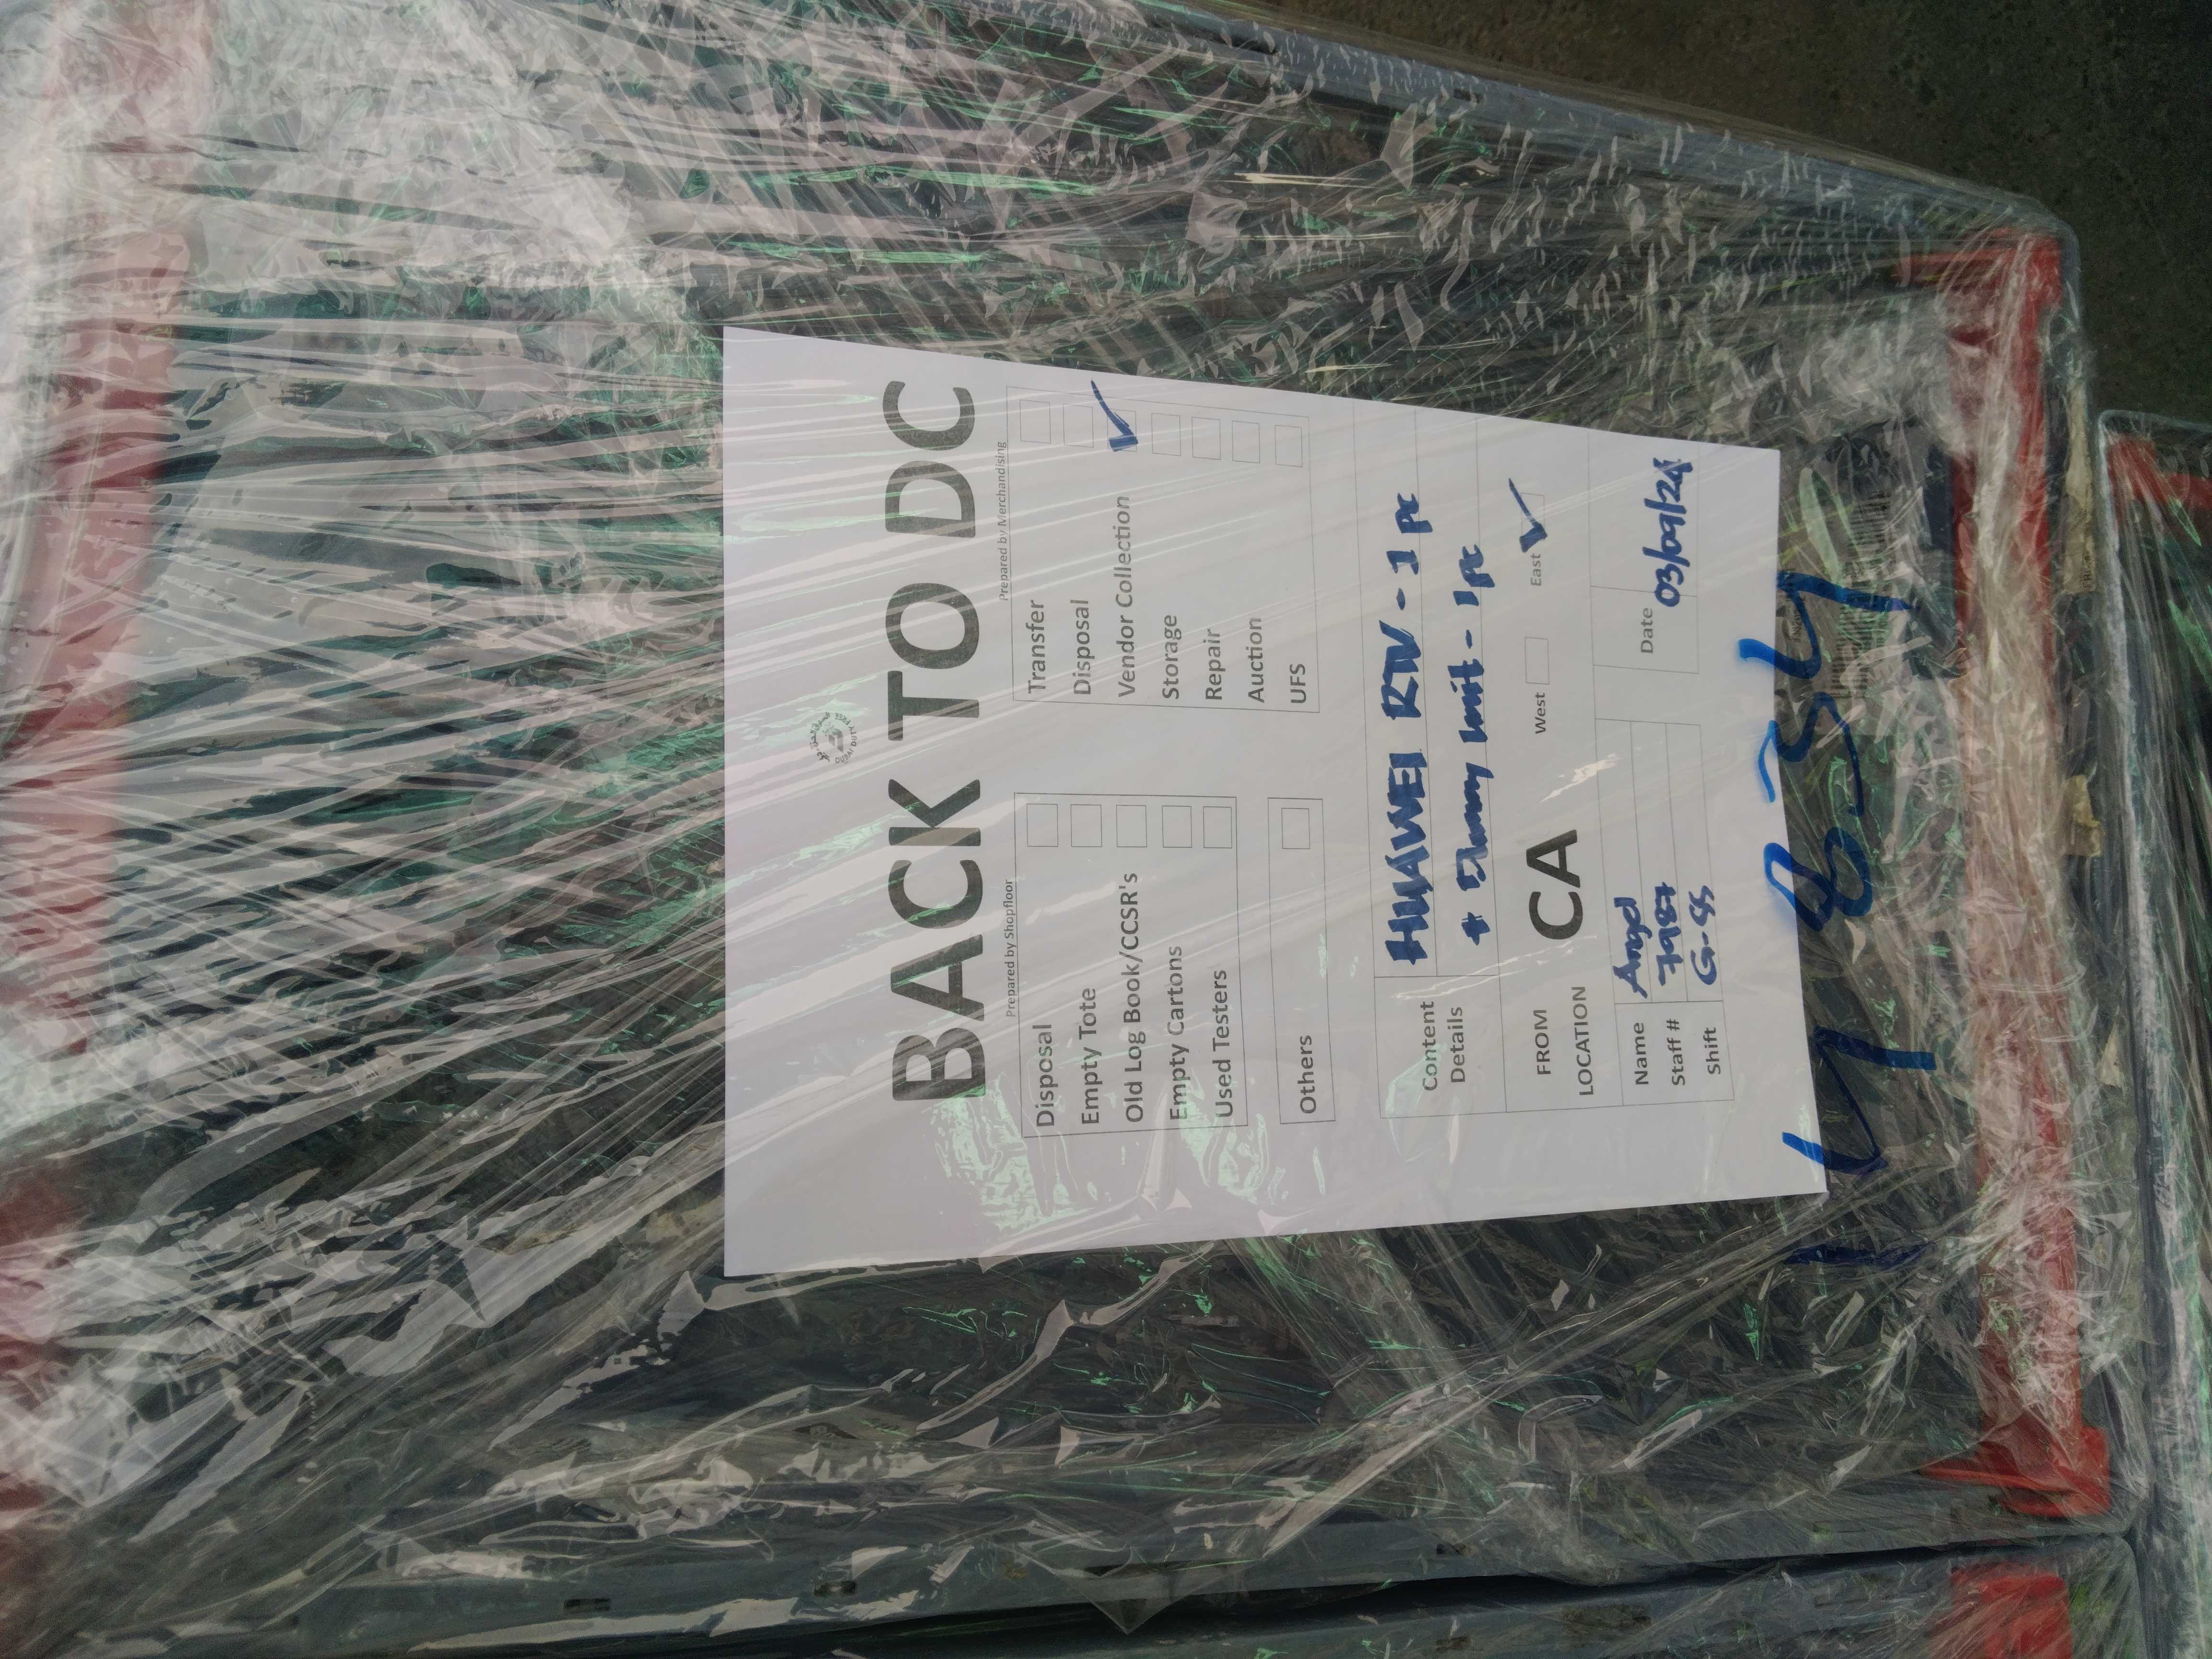 BACK TO DC
Prepared by Shopfloor
Disposal
Empty Tote
Old Log Book/CCSR's
Empty Cartons
Used Testers
Others
Prepared by Merchandising
Transfer
Disposal
Vendor Collection ✓
Storage
Repair
Auction
UFS
Content Details
HUAWEI RTV - 1 pc
+ Dummy unit - 1 pc
FROM LOCATION CA West East ✓
Name Angel Date 03/09/24
Staff # 7987
Shift